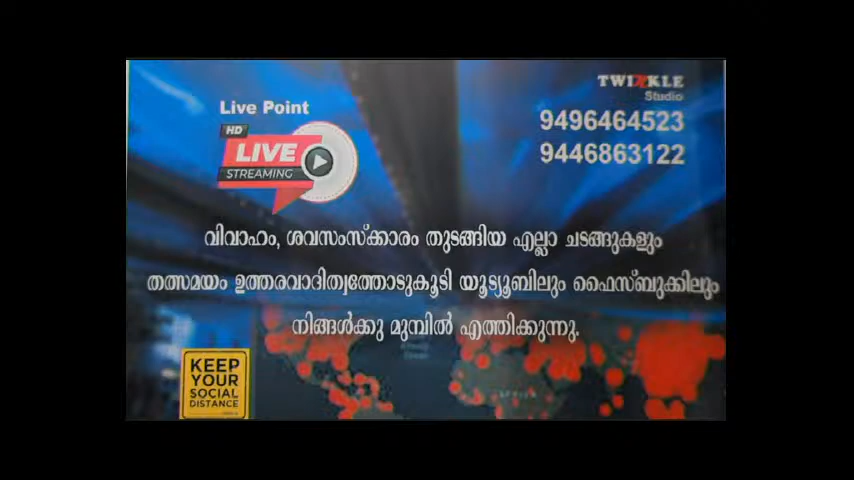 TWINKLE
Studio
Live Point
9496464523
HD
LIVE
STREAMING
9446863122
വിവാഹം, ശവസംസ്ക്കാരം തുടങ്ങിയ എല്ലാ ചടങ്ങുകളും
തത്സമയം ഉത്തരവാദിത്വത്തോടുകൂടി യൂട്യൂബിലും ഫൈസ്ബുക്കിലും
നിങ്ങൾക്കു മുമ്പിൽ എത്തിക്കുന്നു.
KEEP
YOUR
SOCIAL
DISTANCE